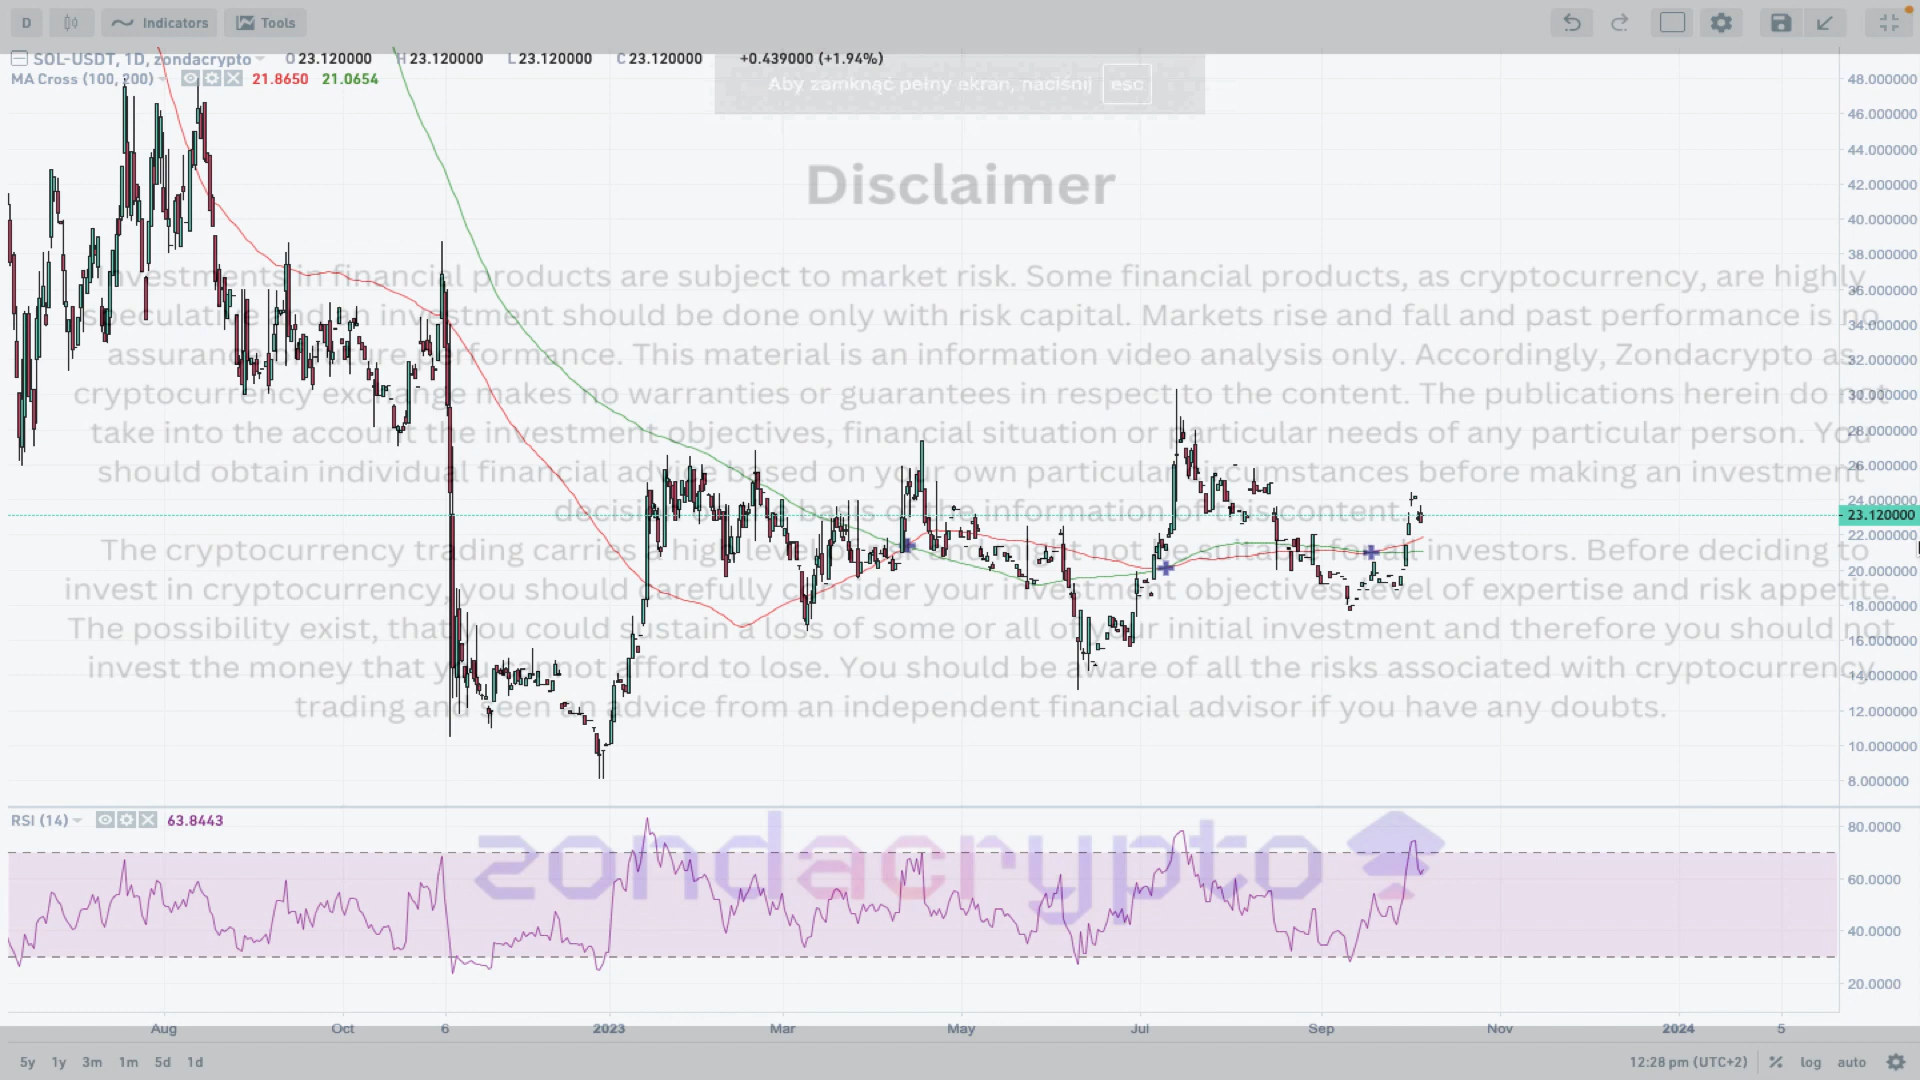 D Indicators Tools
SOL-USDT, 1D, zondacrypto O 23.120000 H 23.120000 L 23.120000 C 23.120000 +0.439000 (+1.94%)
MA Cross (100, 200) 21.8650 21.0654
Aby zamknąć pełny ekran, naciśnij esc
Disclaimer
Investments in financial products are subject to market risk. Some financial products, as cryptocurrency, are highly
speculative and an investment should be done only with risk capital. Markets rise and fall and past performance is no
assurance of future performance. This material is an information video analysis only. Accordingly, Zondacrypto as
cryptocurrency exchange makes no warranties or guarantees in respect to the content. The publications herein do not
take into the account the investment objectives, financial situation or particular needs of any particular person. You
should obtain individual financial advice based on your own particular circumstances before making an investment
decision on the basis of the information of this content.
The cryptocurrency trading carries a high level of risk and might not be suitable for all investors. Before deciding to
invest in cryptocurrency, you should carefully consider your investment objectives, level of expertise and risk appetite.
The possibility exist, that you could sustain a loss of some or all of your initial investment and therefore you should not
invest the money that you cannot afford to lose. You should be aware of all the risks associated with cryptocurrency
trading and seen an advice from an independent financial advisor if you have any doubts.
48.000000
46.000000
44.000000
42.000000
40.000000
38.000000
36.000000
34.000000
32.000000
30.000000
28.000000
26.000000
24.000000
23.120000
22.000000
20.000000
18.000000
16.000000
14.000000
12.000000
10.000000
8.000000
RSI (14) 63.8443
zondacrypto
80.0000
60.0000
40.0000
20.0000
Aug Oct 6 2023 Mar May Jul Sep Nov 2024 5
5y 1y 3m 1m 5d 1d 12:28 pm (UTC+2) % log auto